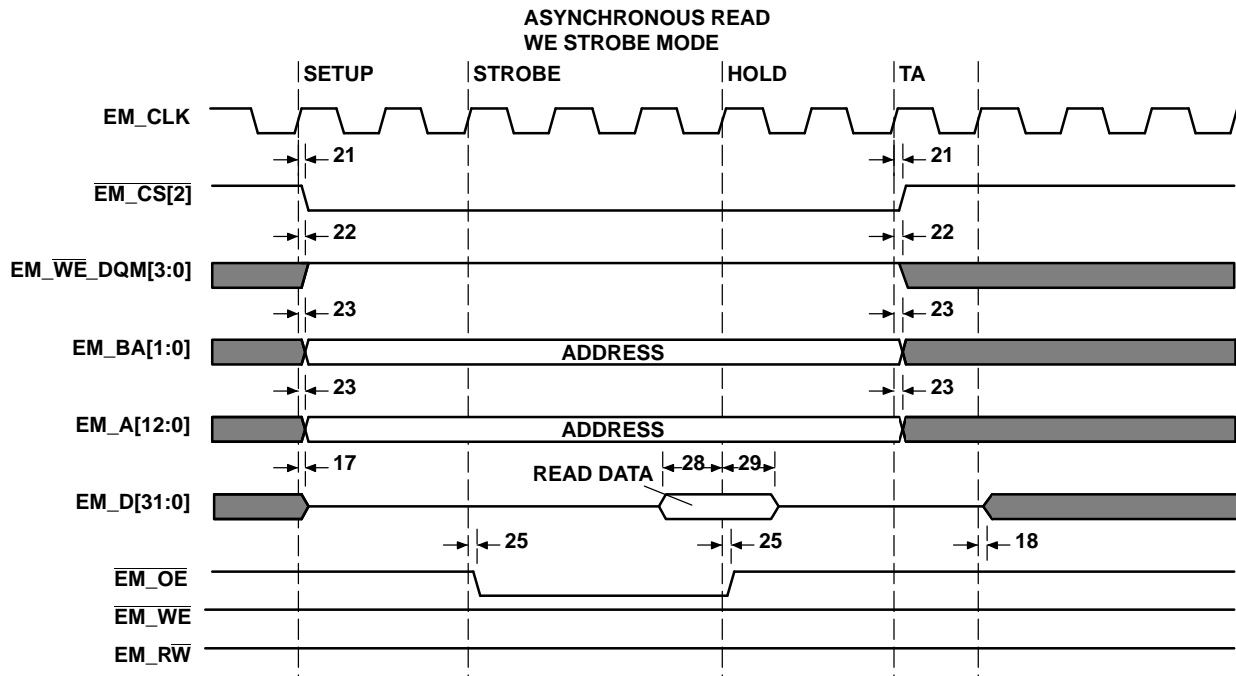 ASYNCHRONOUS READ
WE STROBE MODE
SETUP STROBE HOLD TA
EM_CLK
21 21
EM_CS[2]
22 22
EM_WE_DQM[3:0]
23 23
EM_BA[1:0] ADDRESS
23 23
EM_A[12:0] ADDRESS
17 28 29
READ DATA
EM_D[31:0]
25 25 18
EM_OE
EM_WE
EM_RW